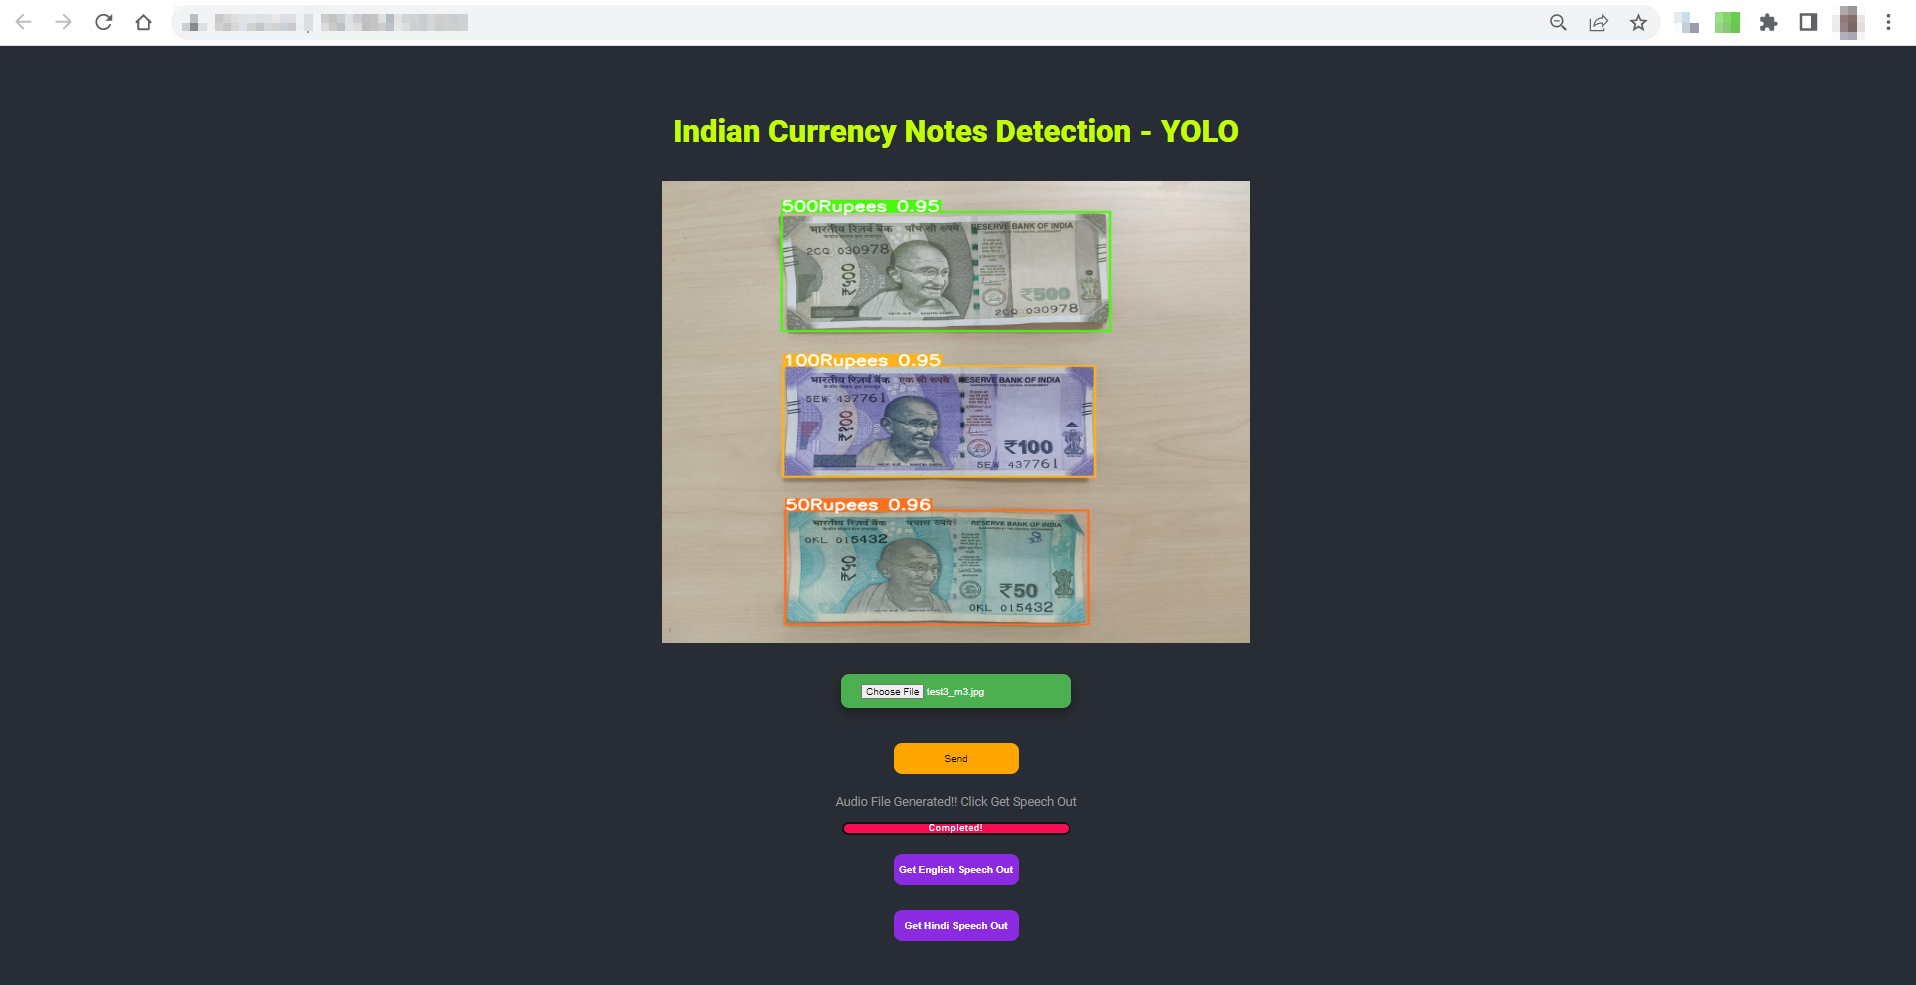 Indian Currency Notes Detection - YOLO
500Rupees 0.95
भारतीय रिज़र्व बैंक पाँच सौ रुपये RESERVE BANK OF INDIA
2CQ 030978
₹५००
₹500
2CQ 030978
100Rupees 0.95
भारतीय रिज़र्व बैंक एक सौ रुपये RESERVE BANK OF INDIA
5EW 437761
₹१००
₹100
5EW 437761
50Rupees 0.96
भारतीय रिज़र्व बैंक पचास रुपये RESERVE BANK OF INDIA
0KL 015432
₹५०
₹50
0KL 015432
Choose File test3_m3.jpg
Send
Audio File Generated!! Click Get Speech Out
Completed!
Get English Speech Out
Get Hindi Speech Out